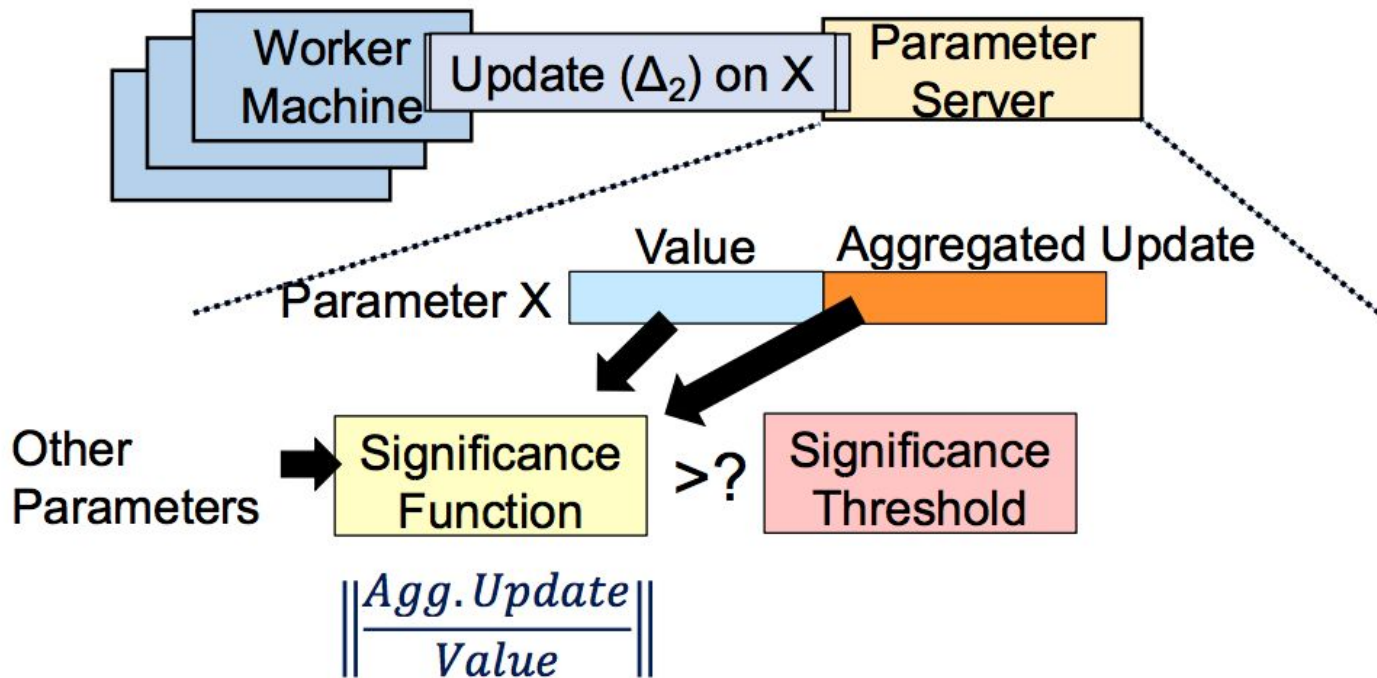 Worker
Machine
Update (Δ₂) on X
Parameter
Server
Value
Aggregated Update
Parameter X
Other
Parameters
Significance
Function
>?
Significance
Threshold
‖Agg.Update
Value‖